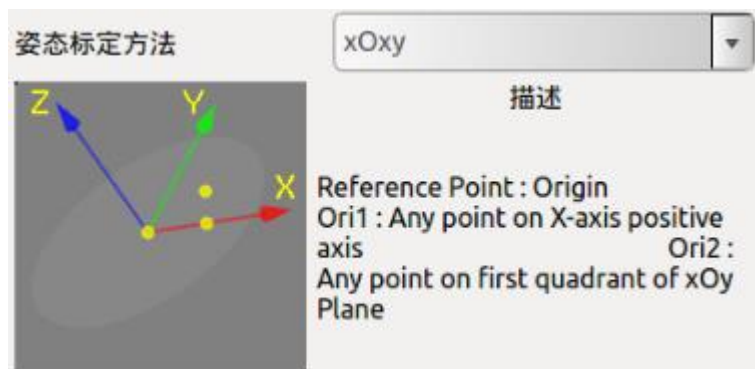 姿态标定方法
xOxy
描述
Z
Y
X
Reference Point : Origin
Ori1 : Any point on X-axis positive
axis Ori2 :
Any point on first quadrant of xOy
Plane